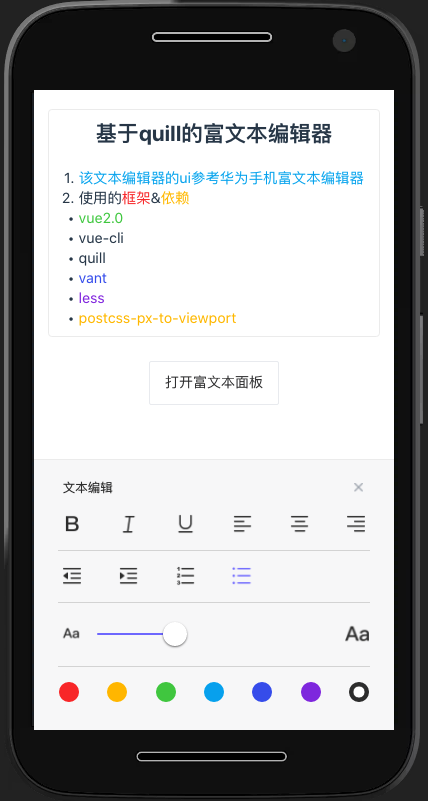 基于quill的富文本编辑器
1. 该文本编辑器的ui参考华为手机富文本编辑器
2. 使用的框架&依赖
• vue2.0
• vue-cli
• quill
• vant
• less
• postcss-px-to-viewport
打开富文本面板
文本编辑
B I U
Aa Aa